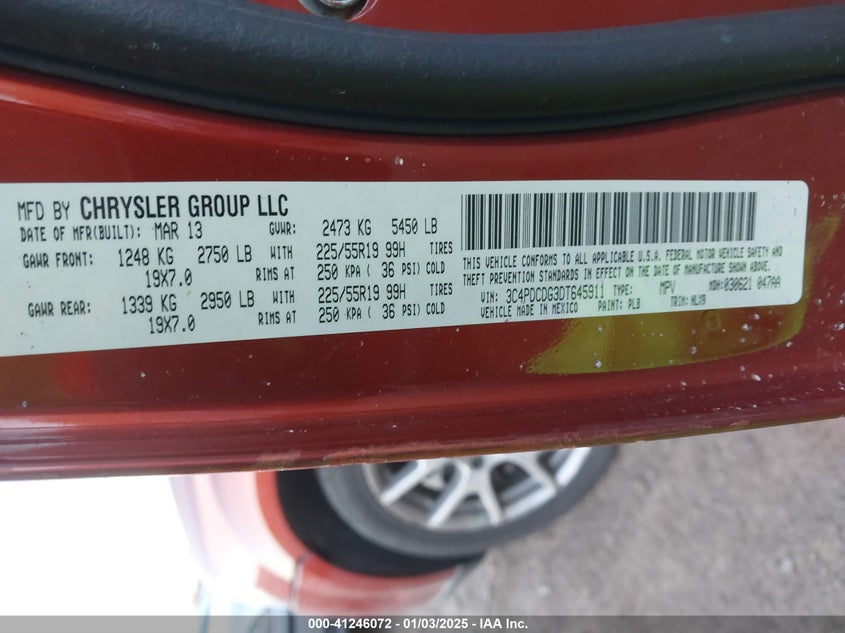 MFD BY CHRYSLER GROUP LLC
DATE OF MFR(BUILT): MAR 13 GVWR: 2473 KG 5450 LB
GAWR FRONT: 1248 KG 2750 LB WITH 225/55R19 99H TIRES
19X7.0 RIMS AT 250 KPA ( 36 PSI) COLD
GAWR REAR: 1339 KG 2950 LB WITH 225/55R19 99H TIRES
19X7.0 RIMS AT 250 KPA ( 36 PSI) COLD
THIS VEHICLE CONFORMS TO ALL APPLICABLE U.S.A. FEDERAL MOTOR VEHICLE SAFETY AND
THEFT PREVENTION STANDARDS IN EFFECT ON THE DATE OF MANUFACTURE SHOWN ABOVE.
VIN: 3C4PDCDG3DT645911 TYPE: MPV MDH:030621 047AA
VEHICLE MADE IN MEXICO PAINT: PLB TRIM: HLX9
000-41246072 - 01/03/2025 - IAA Inc.